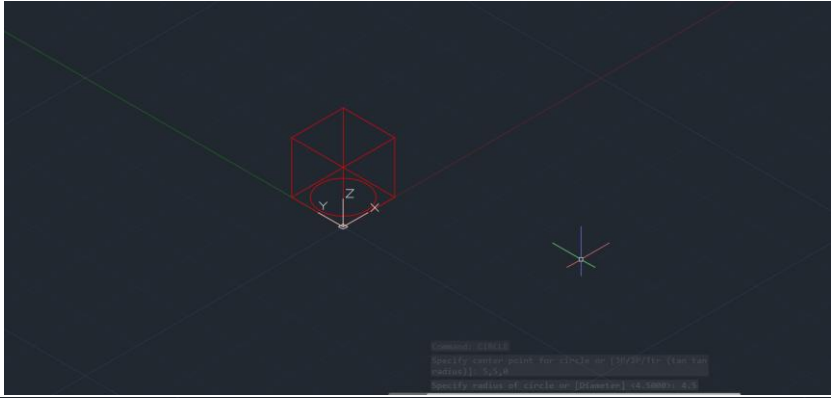 Z
Y
X
Command: CIRCLE
Specify center point for circle or [3P/2P/Ttr (tan tan
radius)]: 5,5,0
Specify radius of circle or [Diameter] <4.5000>: 4.5